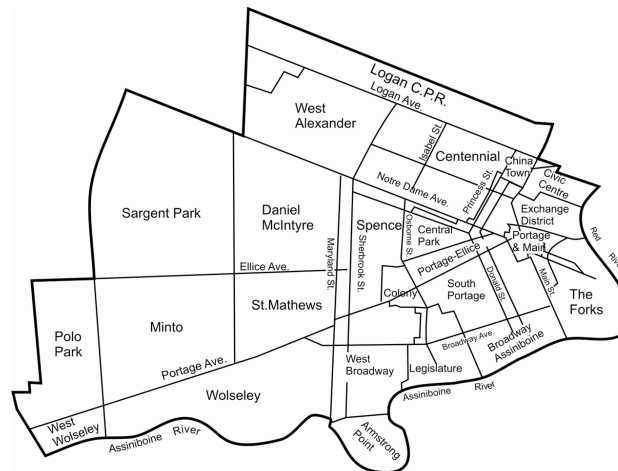 Logan C.P.R.
Logan Ave.
West
Alexander
Isabel St.
Centennial
China
Town
Civic
Centre
Princess St.
Notre Dame Ave.
Exchange
District
Sargent Park
Daniel
McIntyre
Maryland St.
Sherbrook St.
Spence
Osborne St.
Central
Park
Portage
& Main
Red
River
Portage-Ellice
Ellice Ave.
Colony
South
Portage
Donald St.
Main St.
The
Forks
St.Mathews
Polo
Park
Minto
Portage Ave.
Broadway Ave.
Broadway
Assiniboine
West
Broadway
Legislature
Assiniboine
River
Wolseley
West
Wolseley
Assiniboine
River
Armstrong
Point